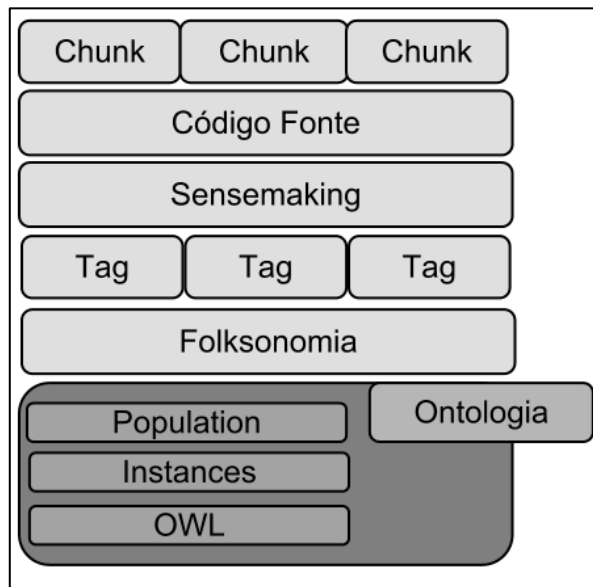 Chunk Chunk Chunk
Código Fonte
Sensemaking
Tag Tag Tag
Folksonomia
Ontologia
Population
Instances
OWL